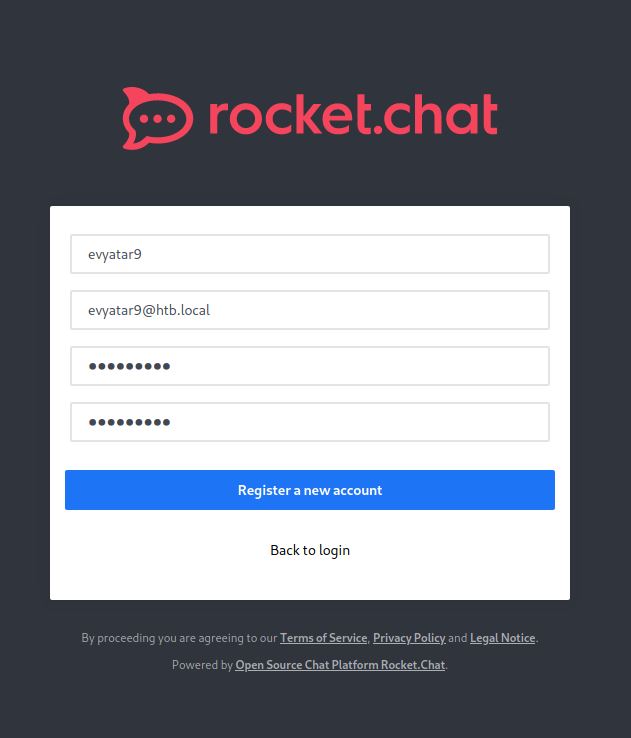 rocket.chat
evyatar9
evyatar9@htb.local
●●●●●●●●●
●●●●●●●●●
Register a new account
Back to login
By proceeding you are agreeing to our Terms of Service, Privacy Policy and Legal Notice.
Powered by Open Source Chat Platform Rocket.Chat.